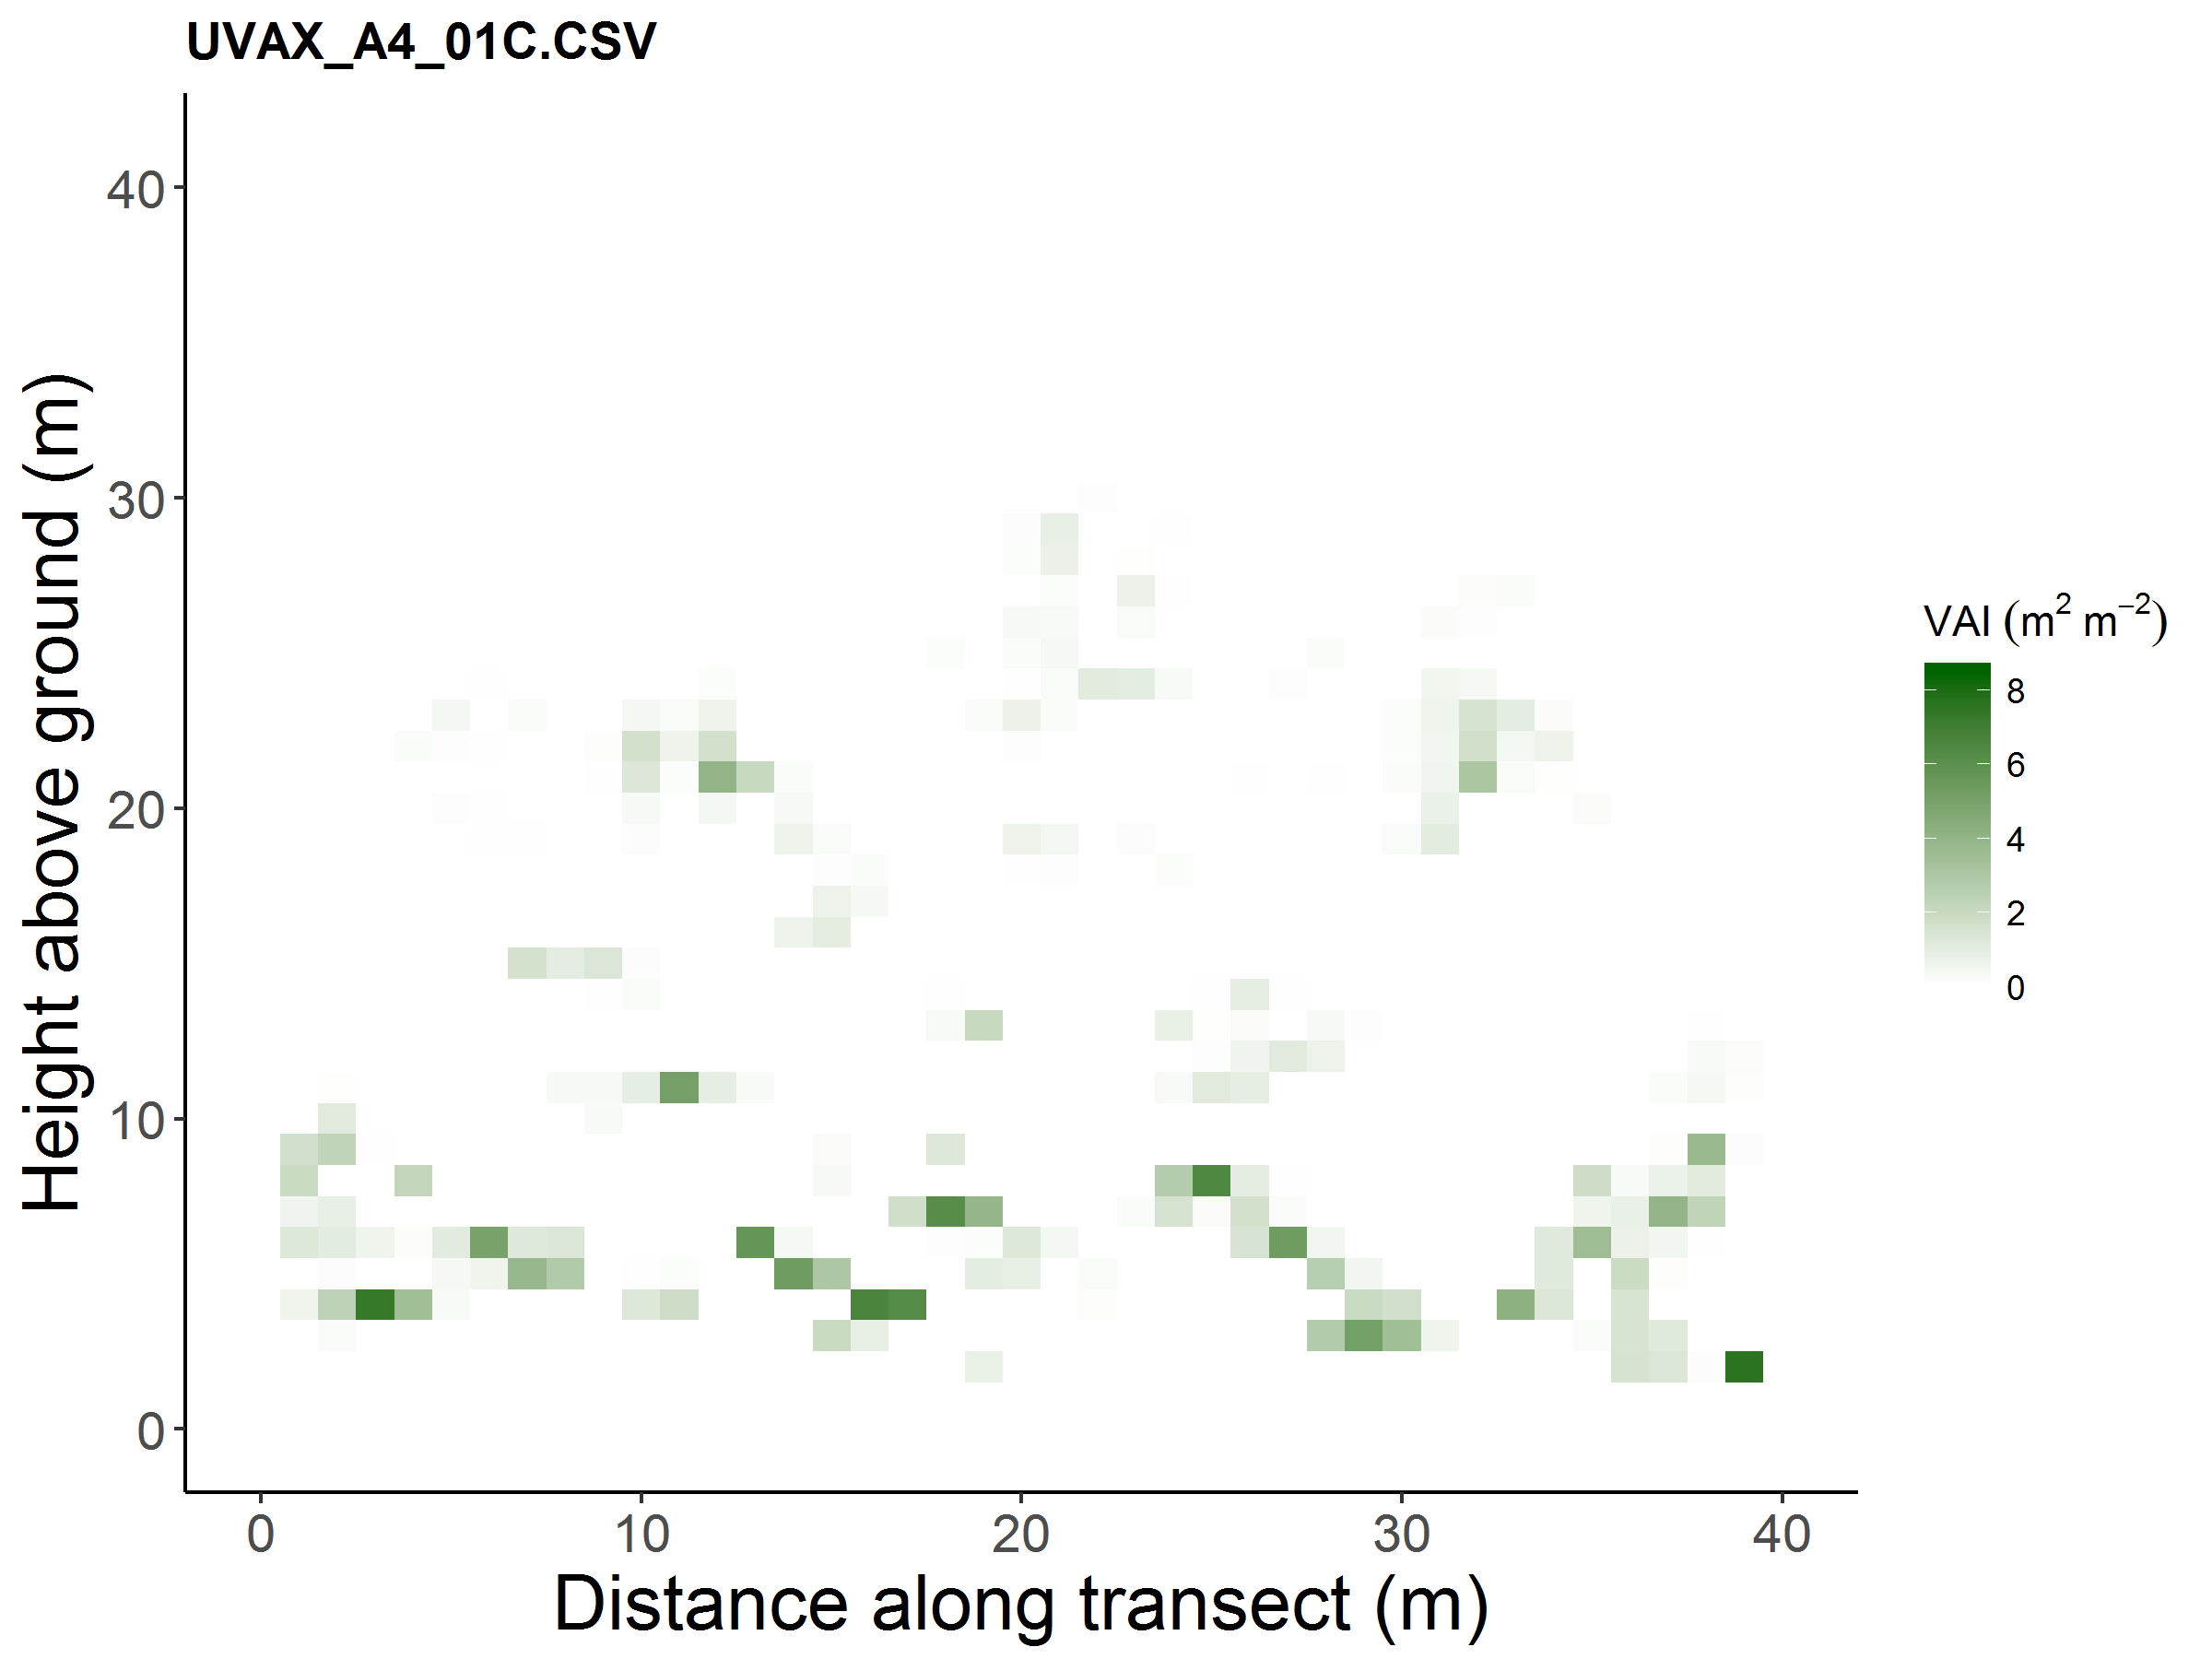 UVAX_A4_01C.CSV
Height above ground (m)
40
30
20
10
0
0 10 20 30 40
Distance along transect (m)
VAI (m² m⁻²)
8
6
4
2
0